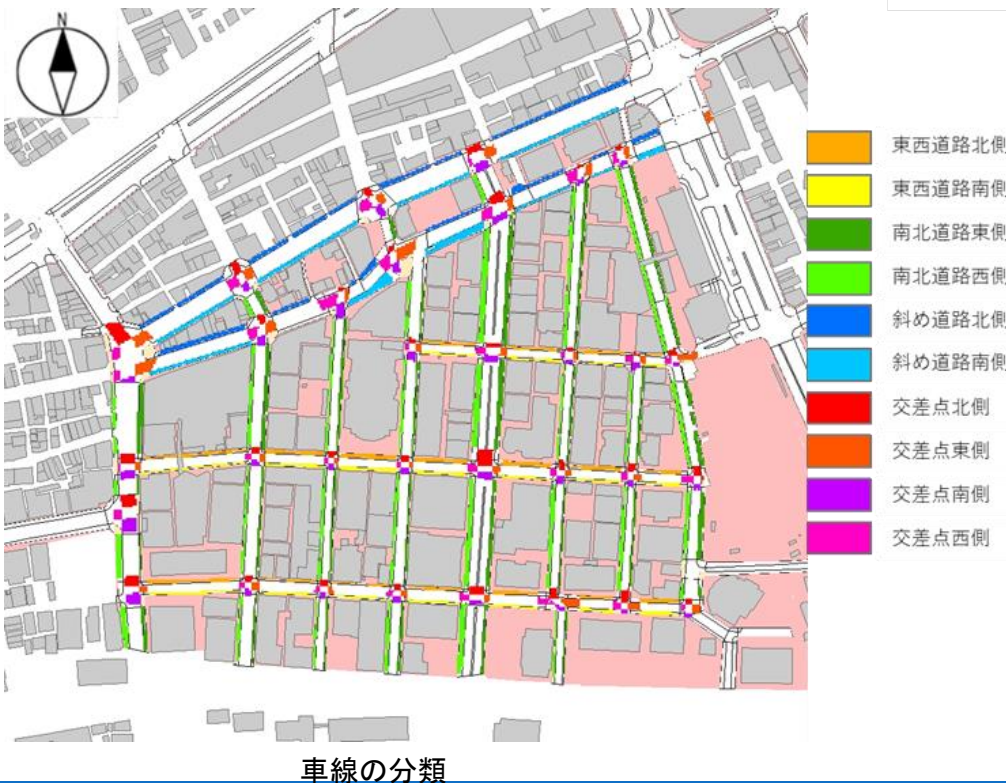 N
東西道路北側
東西道路南側
南北道路東側
南北道路西側
斜め道路北側
斜め道路南側
交差点北側
交差点東側
交差点南側
交差点西側
車線の分類